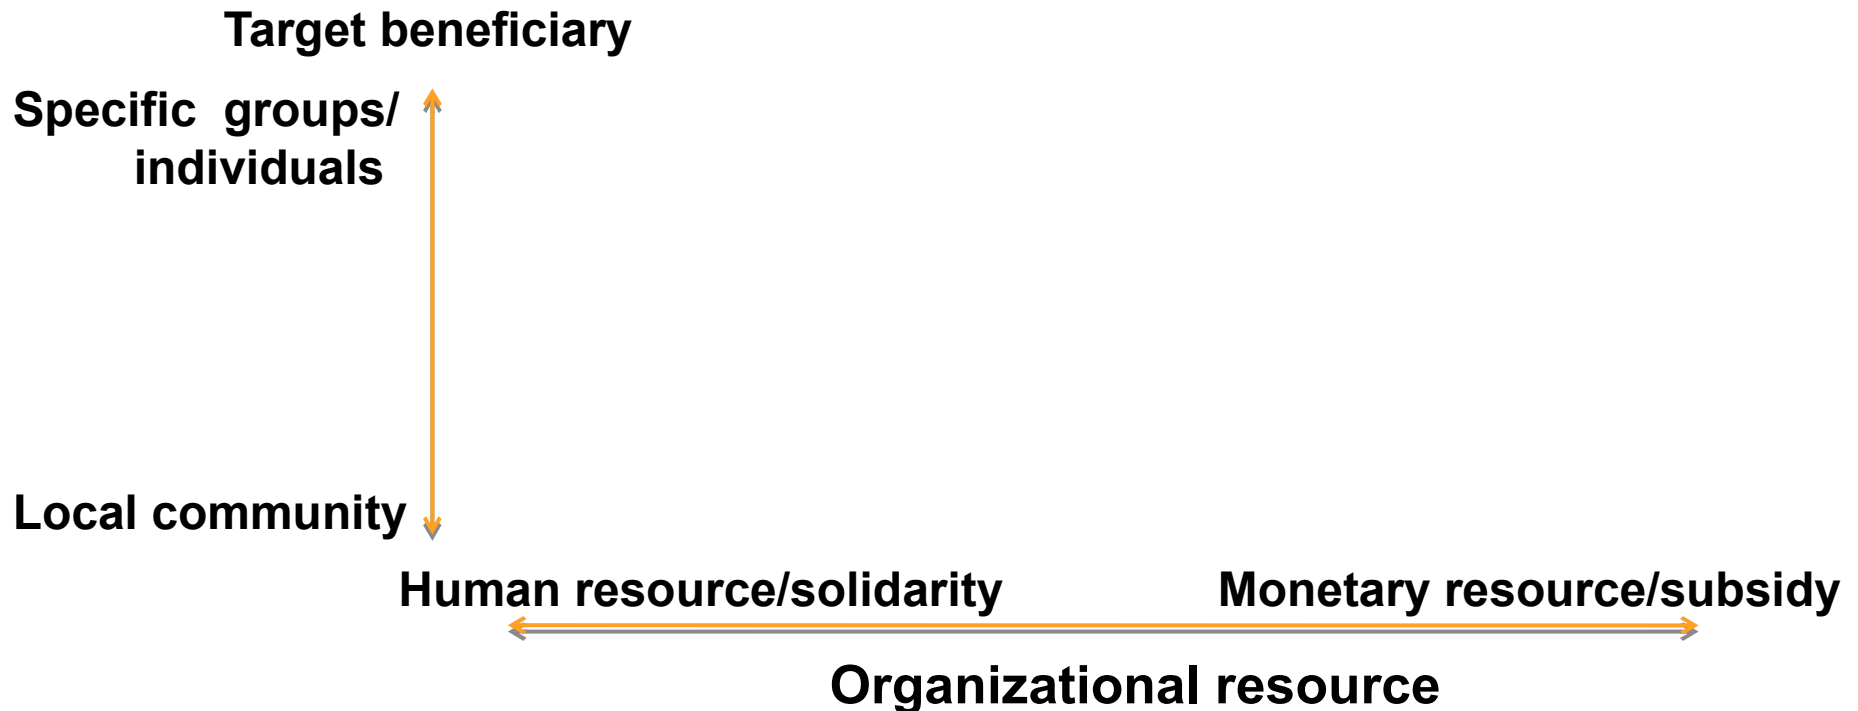 Target beneficiary
Specific  groups/
individuals
Local community
Human resource/solidarity
Monetary resource/subsidy
Organizational resource